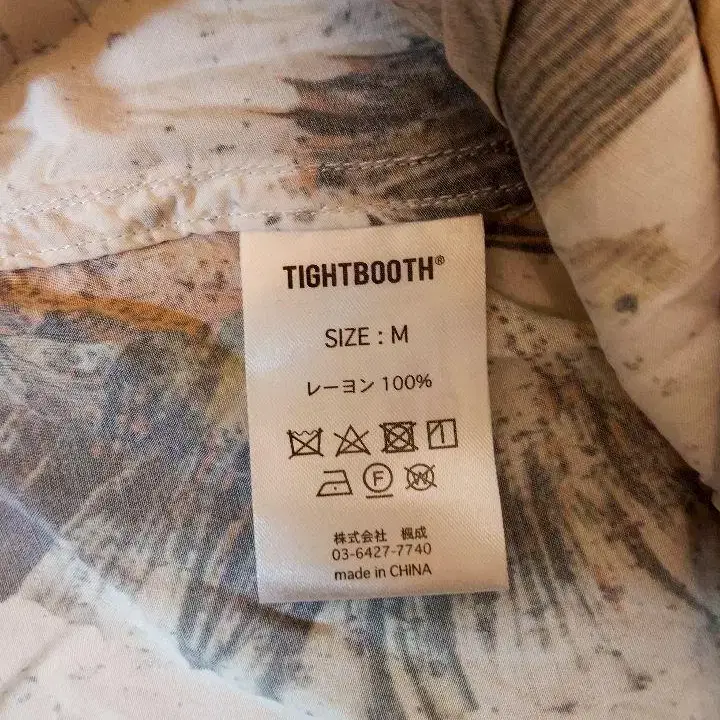 TIGHTBOOTH®
SIZE : M
レーヨン 100%
F W
株式会社 楓成
03-6427-7740
made in CHINA